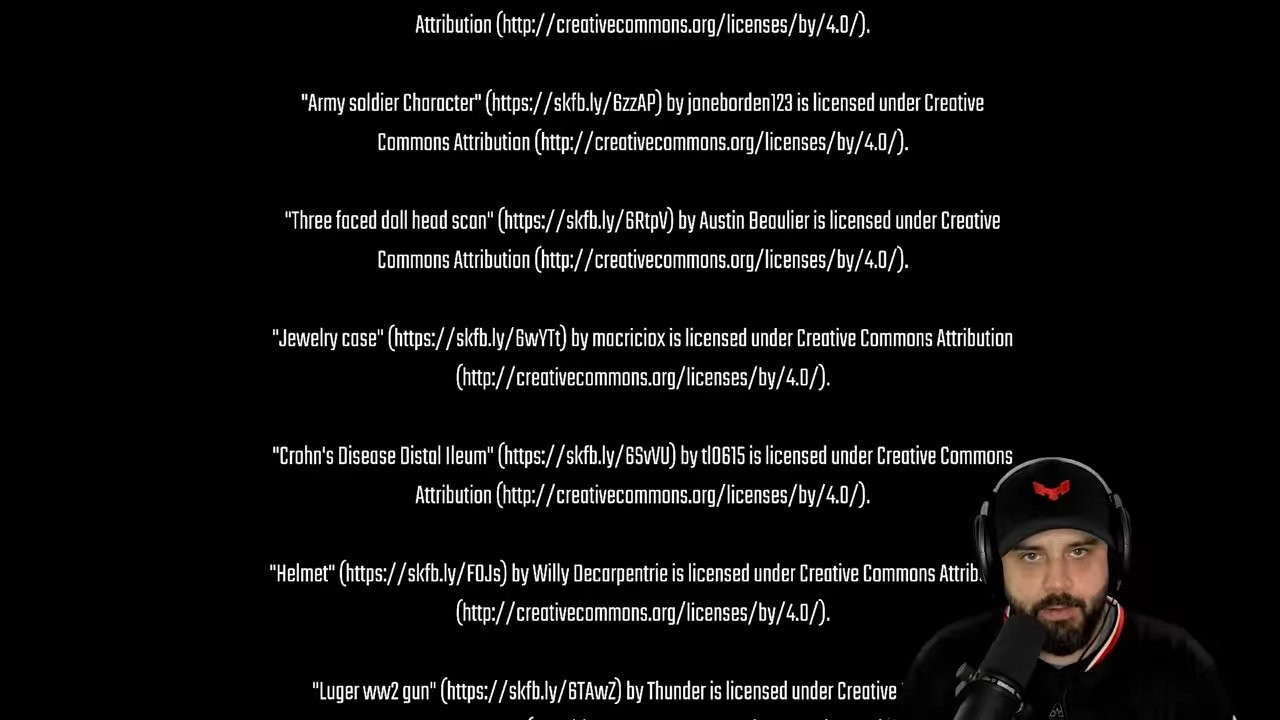 Attribution (http://creativecommons.org/licenses/by/4.0/).
"Army soldier Character" (https://skfb.ly/6zzAP) by joneborden123 is licensed under Creative
Commons Attribution (http://creativecommons.org/licenses/by/4.0/).
"Three faced doll head scan" (https://skfb.ly/6RtpV) by Austin Beaulier is licensed under Creative
Commons Attribution (http://creativecommons.org/licenses/by/4.0/).
"Jewelry case" (https://skfb.ly/6wYTt) by macriciox is licensed under Creative Commons Attribution
(http://creativecommons.org/licenses/by/4.0/).
"Crohn's Disease Distal Ileum" (https://skfb.ly/6SvVU) by tl0615 is licensed under Creative Commons
Attribution (http://creativecommons.org/licenses/by/4.0/).
"Helmet" (https://skfb.ly/FOJs) by Willy Decarpentrie is licensed under Creative Commons
(http://creativecommons.org/licenses/by/4.0/).
"Luger ww2 gun" (https://skfb.ly/6TAwZ) by Thunder is licensed under Creative